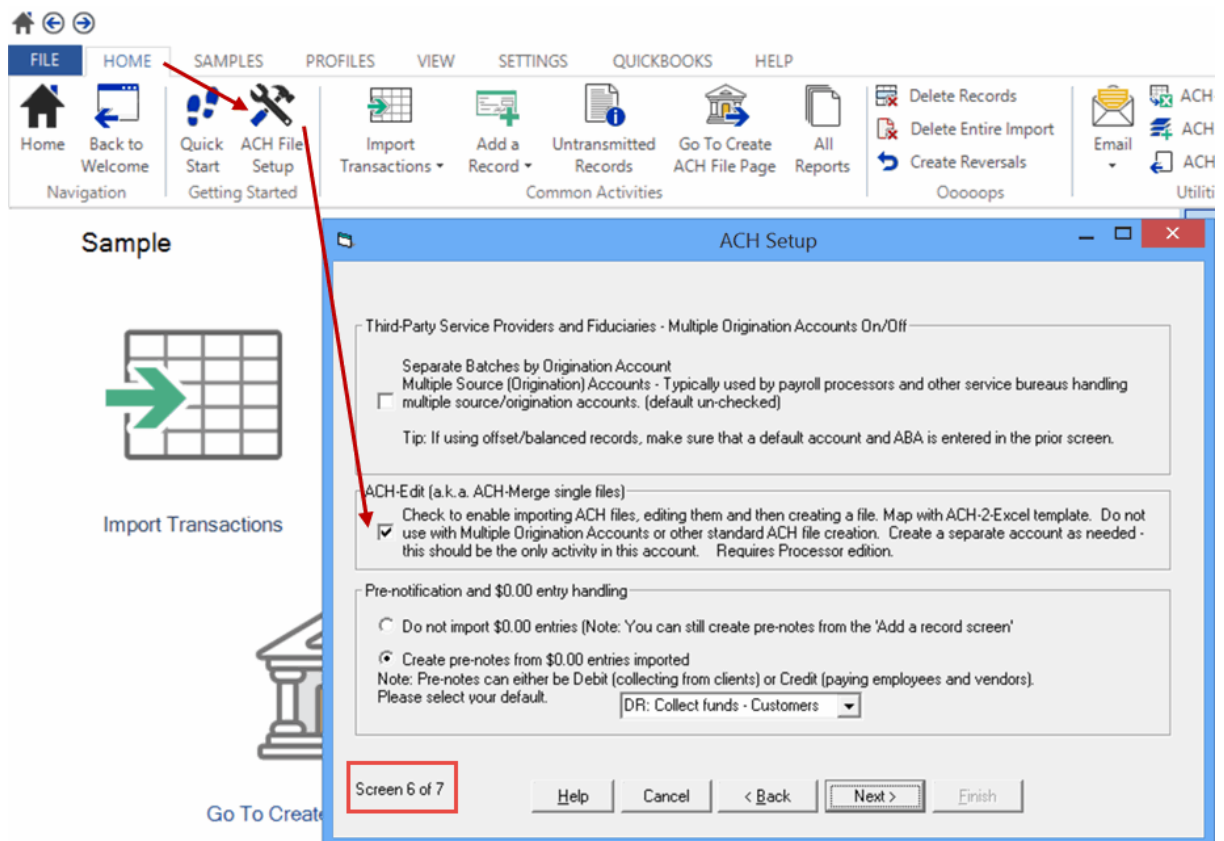 FILE HOME SAMPLES PROFILES VIEW SETTINGS QUICKBOOKS HELP
Home
Back to
Welcome
Navigation
Quick
Start
ACH File
Setup
Getting Started
Import
Transactions
Add a
Record
Untransmitted
Records
Go To Create
ACH File Page
All
Reports
Common Activities
Delete Records
Delete Entire Import
Create Reversals
Ooooops
Email
ACH
ACH
ACH
Utiliti
Sample
Import Transactions
Go To Create
ACH Setup
Third-Party Service Providers and Fiduciaries - Multiple Origination Accounts On/Off
Separate Batches by Origination Account
Multiple Source (Origination) Accounts - Typically used by payroll processors and other service bureaus handling
multiple source/origination accounts. (default un-checked)
Tip: If using offset/balanced records, make sure that a default account and ABA is entered in the prior screen.
ACH-Edit (a.k.a. ACH-Merge single files)
Check to enable importing ACH files, editing them and then creating a file. Map with ACH-2-Excel template. Do not
use with Multiple Origination Accounts or other standard ACH file creation. Create a separate account as needed -
this should be the only activity in this account. Requires Processor edition.
Pre-notification and $0.00 entry handling
Do not import $0.00 entries (Note: You can still create pre-notes from the 'Add a record screen'
Create pre-notes from $0.00 entries imported
Note: Pre-notes can either be Debit (collecting from clients) or Credit (paying employees and vendors).
Please select your default.
DR: Collect funds - Customers
Screen 6 of 7
Help
Cancel
< Back
Next >
Finish